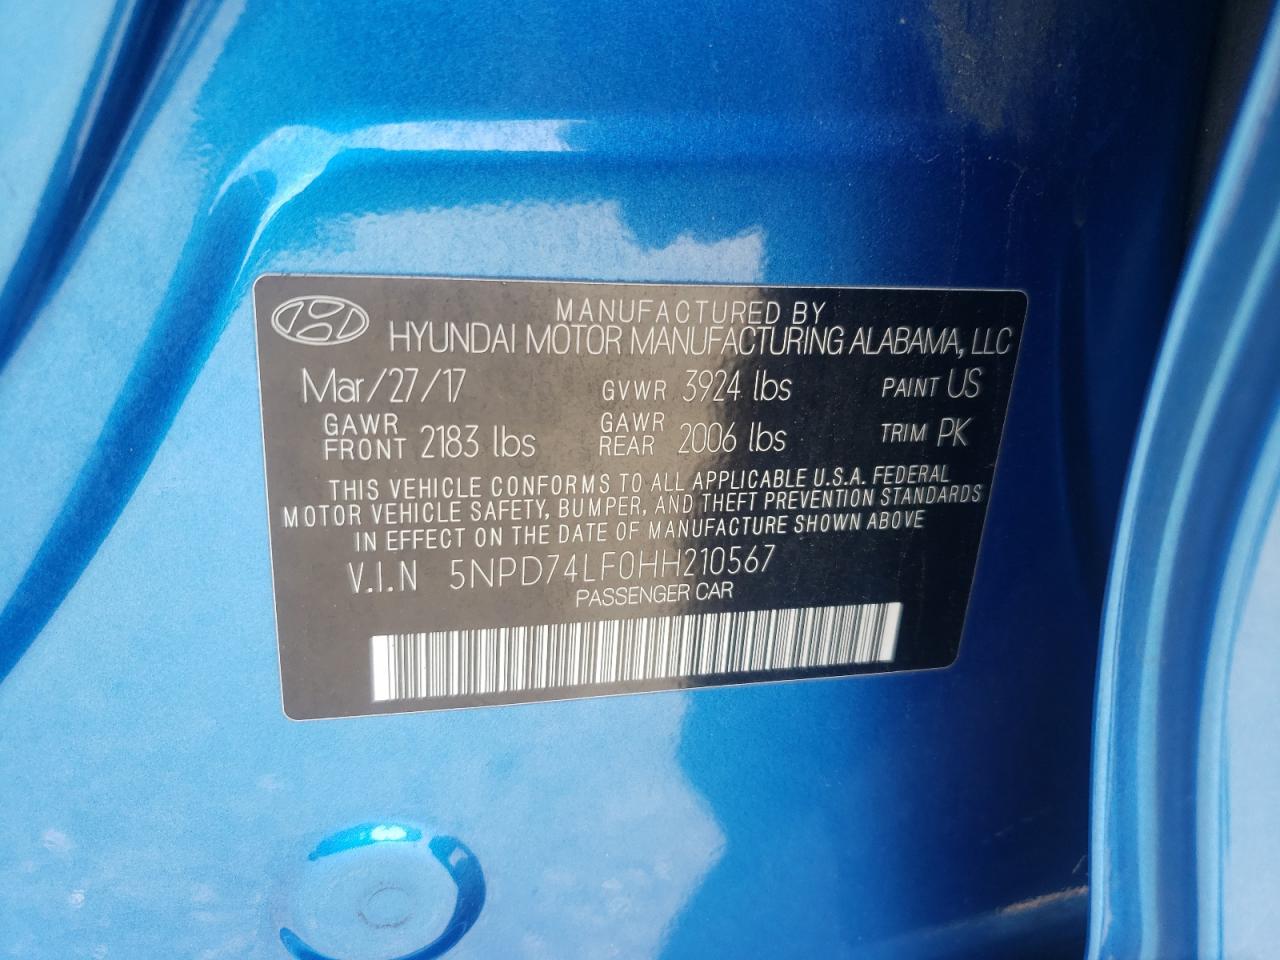 MANUFACTURED BY
HYUNDAI MOTOR MANUFACTURING ALABAMA, LLC
Mar/27/17 GVWR 3924 lbs PAINT US
GAWR FRONT 2183 lbs GAWR REAR 2006 lbs TRIM PK
THIS VEHICLE CONFORMS TO ALL APPLICABLE U.S.A. FEDERAL
MOTOR VEHICLE SAFETY, BUMPER, AND THEFT PREVENTION STANDARDS
IN EFFECT ON THE DATE OF MANUFACTURE SHOWN ABOVE
V.I.N 5NPD74LF0HH210567
PASSENGER CAR